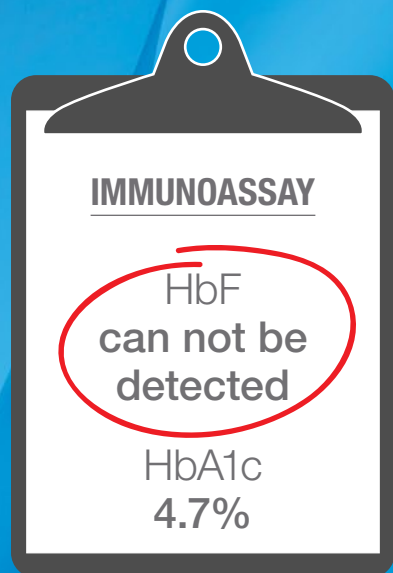 IMMUNOASSAY
HbF
can not be
detected
HbA1c
4.7%